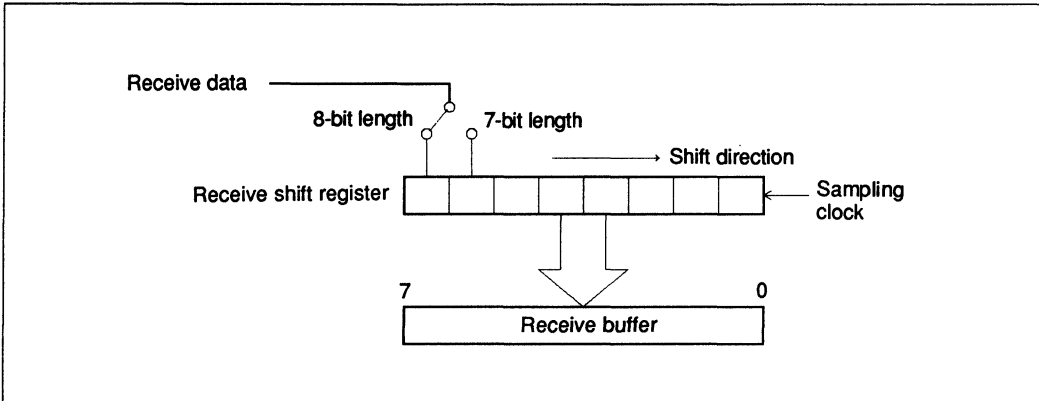 Receive data
8-bit length
7-bit length
Shift direction
Receive shift register
Sampling
clock
7
0
Receive buffer